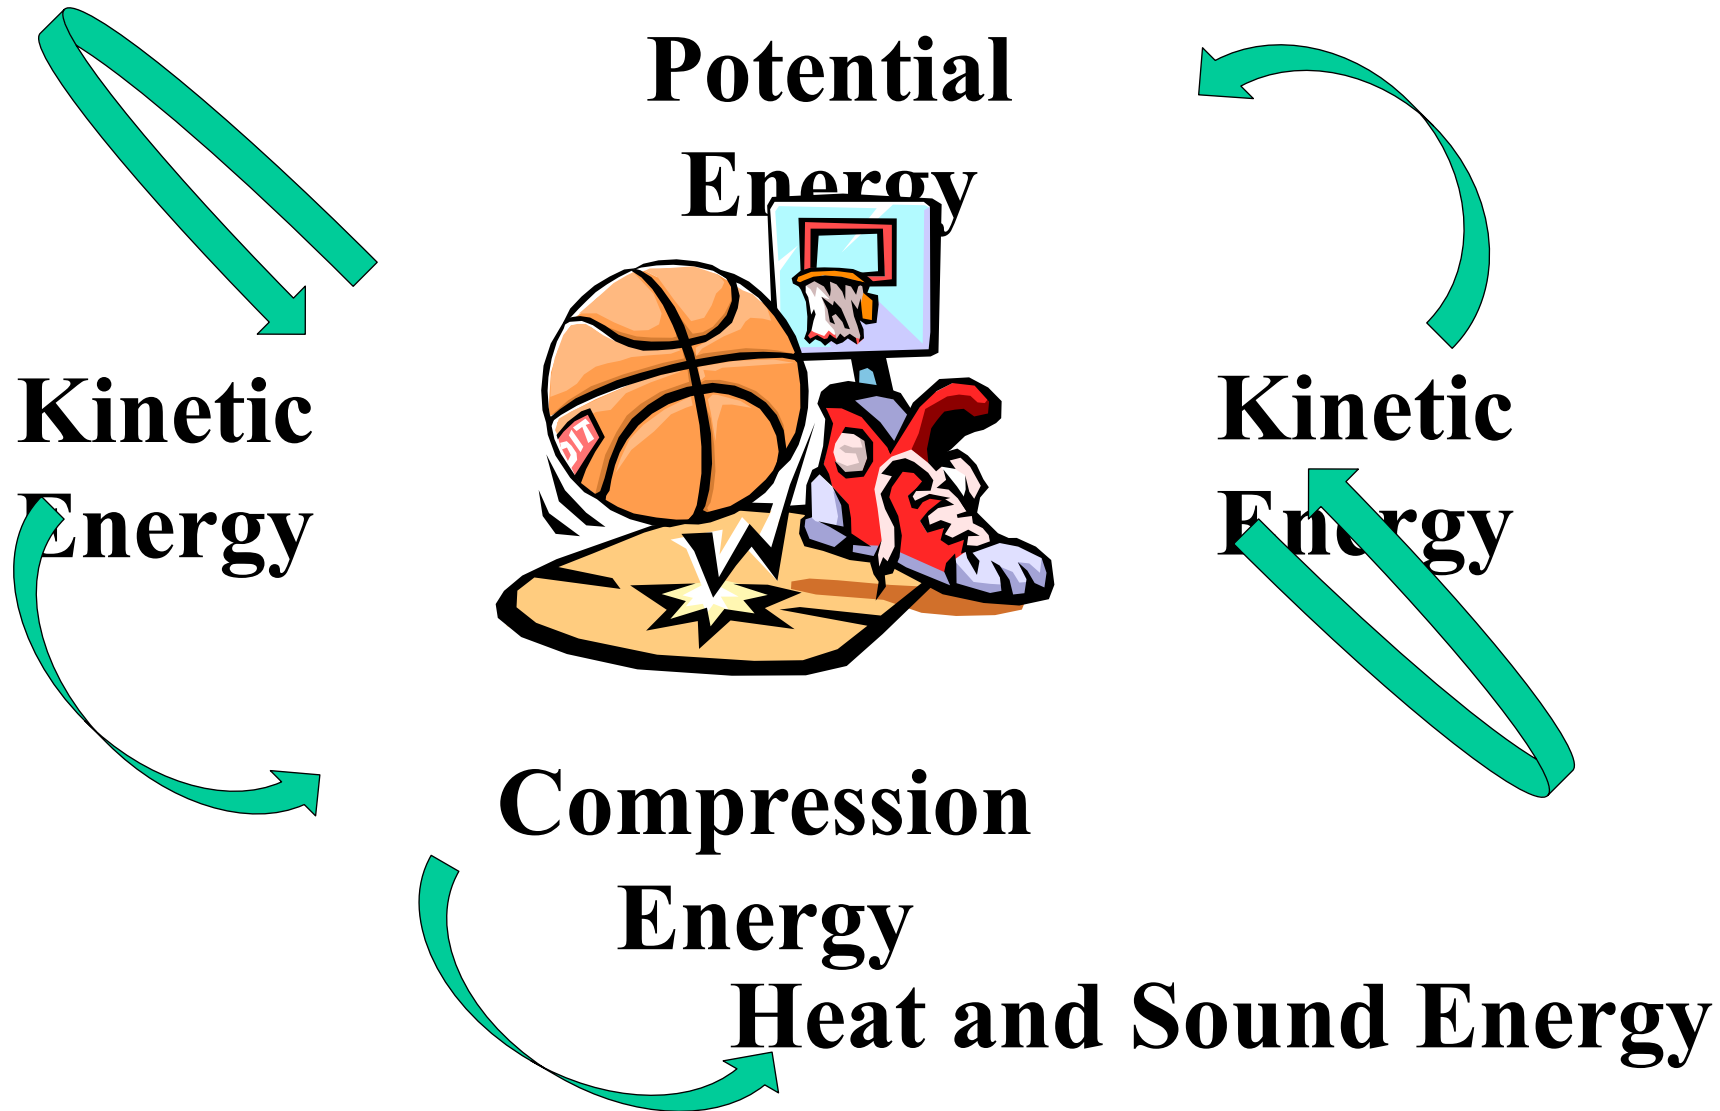 Potential
Energy
Kinetic
Energy
Kinetic
Energy
Compression
Energy
Heat and Sound Energy